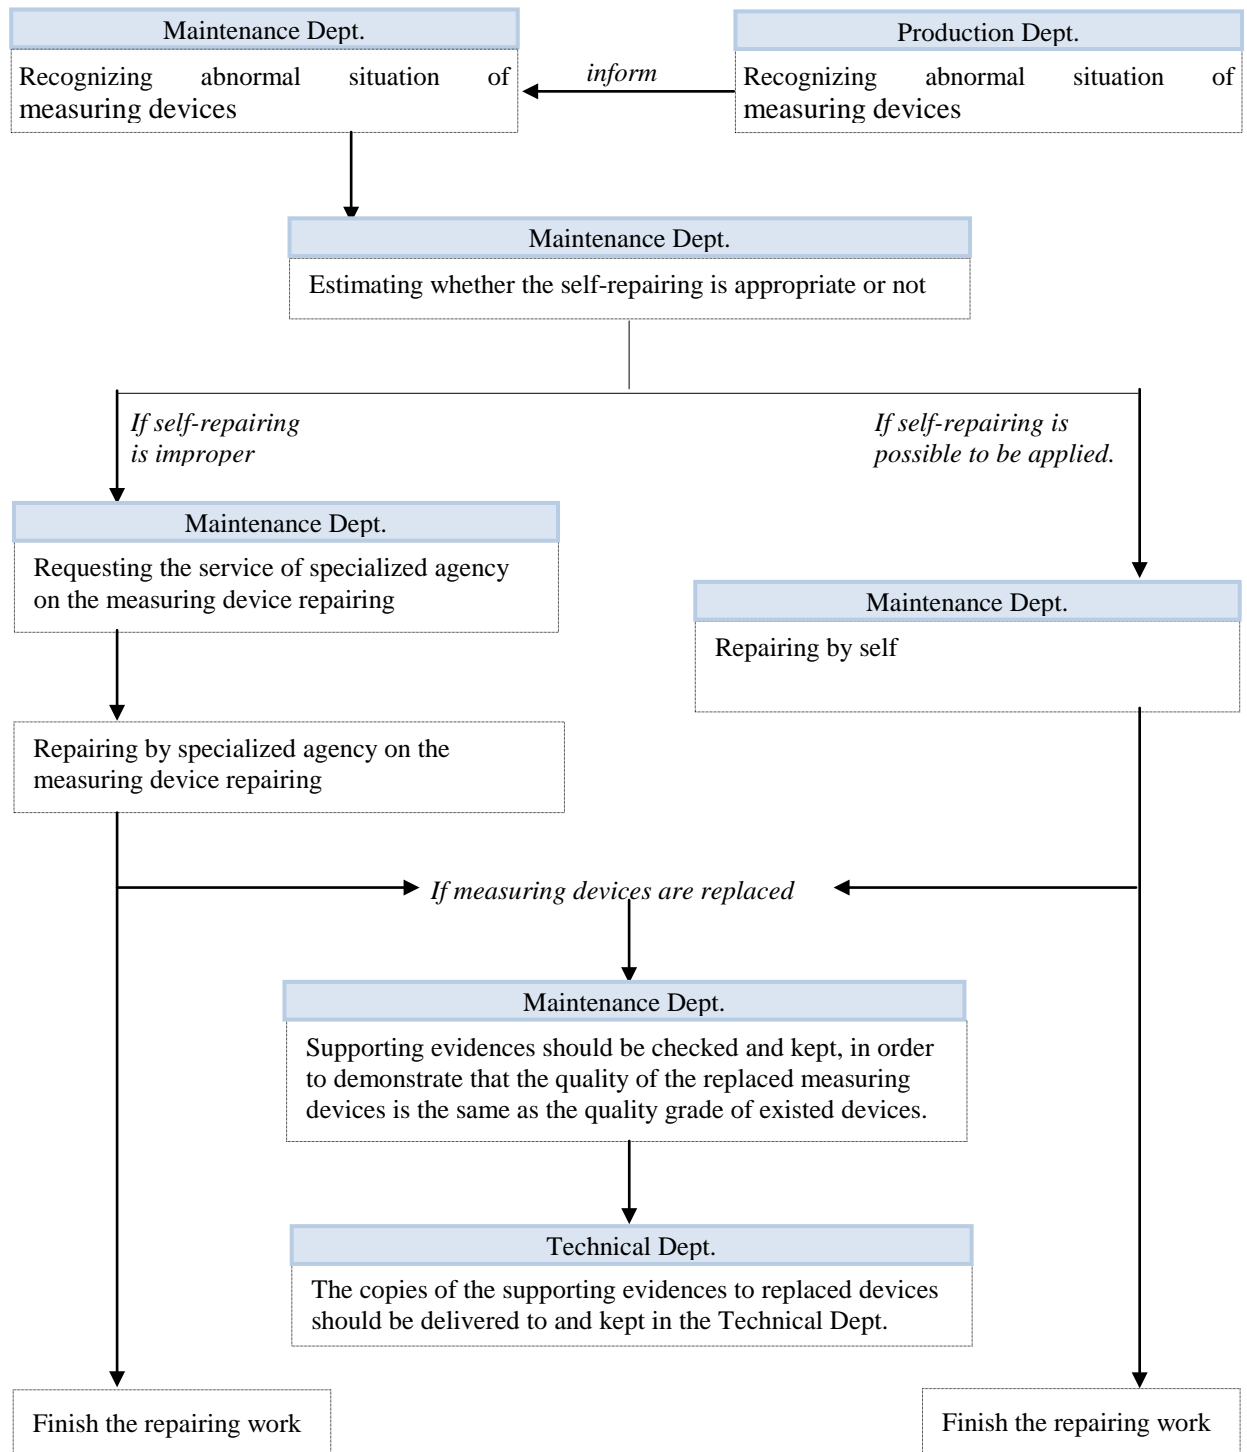 Maintenance Dept.
Recognizing abnormal situation of
measuring devices
inform
Production Dept.
Recognizing abnormal situation of
measuring devices
Maintenance Dept.
Estimating whether the self-repairing is appropriate or not
If self-repairing
is improper
If self-repairing is
possible to be applied.
Maintenance Dept.
Requesting the service of specialized agency
on the measuring device repairing
Maintenance Dept.
Repairing by self
Repairing by specialized agency on the
measuring device repairing
If measuring devices are replaced
Maintenance Dept.
Supporting evidences should be checked and kept, in order
to demonstrate that the quality of the replaced measuring
devices is the same as the quality grade of existed devices.
Technical Dept.
The copies of the supporting evidences to replaced devices
should be delivered to and kept in the Technical Dept.
Finish the repairing work
Finish the repairing work